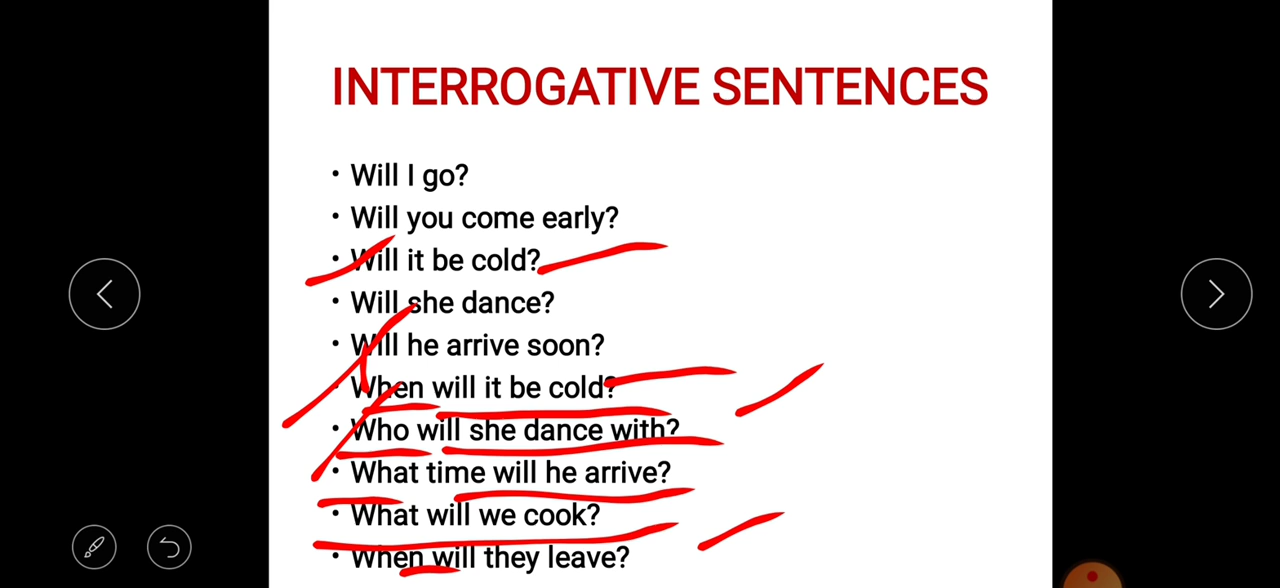 INTERROGATIVE SENTENCES
• Will I go?
• Will you come early?
• Will it be cold?
• Will she dance?
• Will he arrive soon?
• When will it be cold?
• Who will she dance with?
• What time will he arrive?
• What will we cook?
• When will they leave?